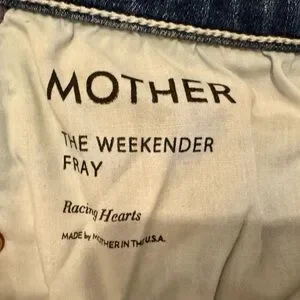 MOTHER
THE WEEKENDER
FRAY
Racing Hearts
MADE by MOTHER IN THE U.S.A.